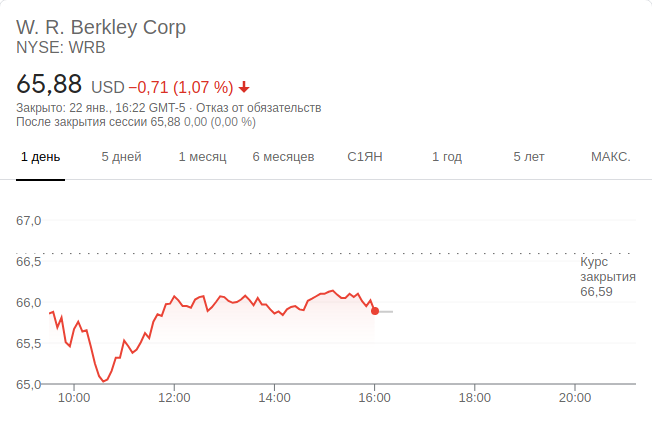 W. R. Berkley Corp
NYSE: WRB
65,88 USD −0,71 (1,07 %)
Закрыто: 22 янв., 16:22 GMT-5 · Отказ от обязательств
После закрытия сессии 65,88 0,00 (0,00 %)
1 день 5 дней 1 месяц 6 месяцев С1ЯН 1 год 5 лет МАКС.
67,0
66,5
66,0
65,5
65,0
Курс
закрытия
66,59
10:00 12:00 14:00 16:00 18:00 20:00